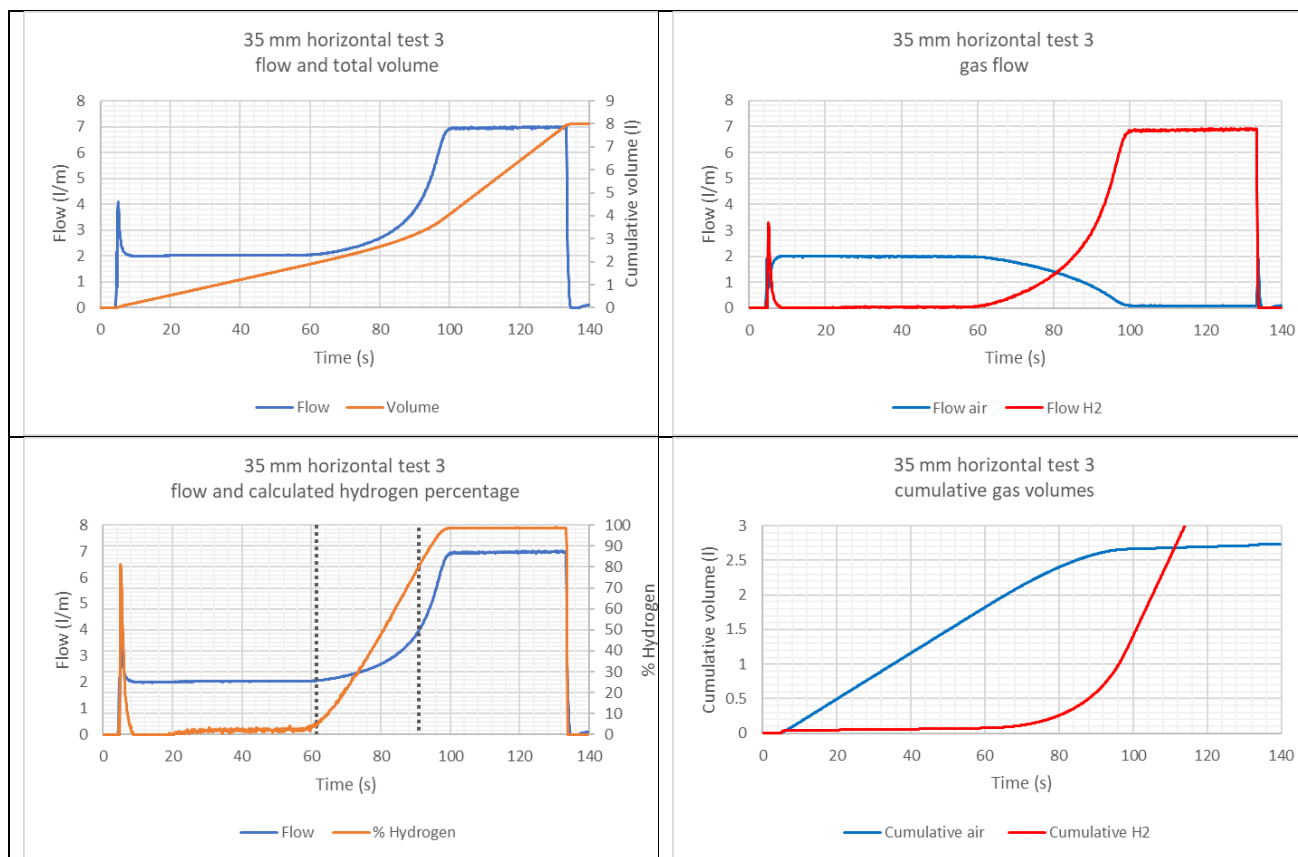 35 mm horizontal test 3
flow and total volume
8
7
6
5
4
3
2
1
0
Flow (l/m)
9
8
7
6
5
4
3
2
1
0
Cumulative volume (l)
0 20 40 60 80 100 120 140
Time (s)
Flow Volume
35 mm horizontal test 3
gas flow
8
7
6
5
4
3
2
1
0
Flow (l/m)
0 20 40 60 80 100 120 140
Time (s)
Flow air Flow H2
35 mm horizontal test 3
flow and calculated hydrogen percentage
8
7
6
5
4
3
2
1
0
Flow (l/m)
100
90
80
70
60
50
40
30
20
10
0
% Hydrogen
0 20 40 60 80 100 120 140
Time (s)
Flow % Hydrogen
35 mm horizontal test 3
cumulative gas volumes
3
2.5
2
1.5
1
0.5
0
Cumulative volume (l)
0 20 40 60 80 100 120 140
Time (s)
Cumulative air Cumulative H2